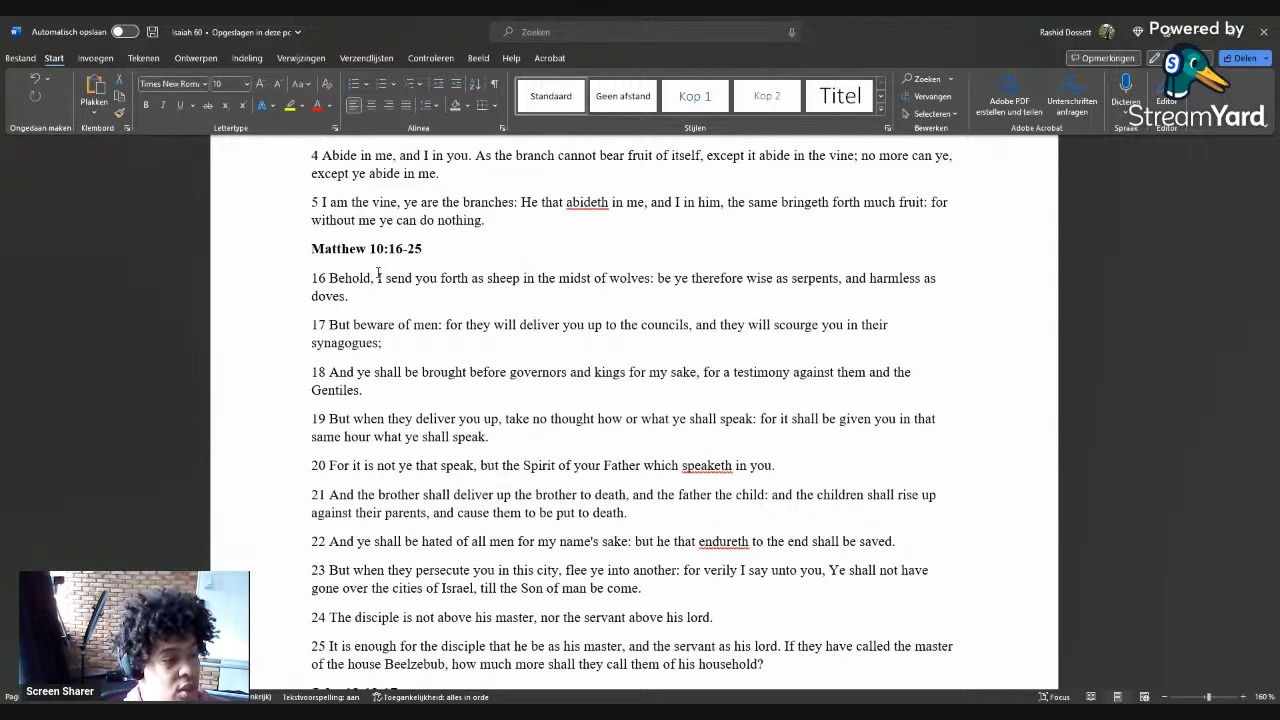 Automatisch opslaan
Isaiah 60 • Opgeslagen in deze pc
Zoeken
Rashid Dossett
Powered by
Bestand Start Invoegen Tekenen Ontwerpen Indeling Verwijzingen Verzendlijsten Controleren Beeld Help Acrobat
Opmerkingen
Delen
Plakken
Times New Rom
10
Standaard
Geen afstand
Kop 1
Kop 2
Titel
Zoeken
Vervangen
Selecteren
Adobe PDF
erstellen und teilen
Unterschriften
anfragen
Dicteren
Editor
StreamYard
Ongedaan maken Klembord Lettertype Alinea Stijlen Bewerken Adobe Acrobat Spraak Editor
4 Abide in me, and I in you. As the branch cannot bear fruit of itself, except it abide in the vine; no more can ye,
except ye abide in me.
5 I am the vine, ye are the branches: He that abideth in me, and I in him, the same bringeth forth much fruit: for
without me ye can do nothing.
Matthew 10:16-25
16 Behold, I send you forth as sheep in the midst of wolves: be ye therefore wise as serpents, and harmless as
doves.
17 But beware of men: for they will deliver you up to the councils, and they will scourge you in their
synagogues;
18 And ye shall be brought before governors and kings for my sake, for a testimony against them and the
Gentiles.
19 But when they deliver you up, take no thought how or what ye shall speak: for it shall be given you in that
same hour what ye shall speak.
20 For it is not ye that speak, but the Spirit of your Father which speaketh in you.
21 And the brother shall deliver up the brother to death, and the father the child: and the children shall rise up
against their parents, and cause them to be put to death.
22 And ye shall be hated of all men for my name's sake: but he that endureth to the end shall be saved.
23 But when they persecute you in this city, flee ye into another: for verily I say unto you, Ye shall not have
gone over the cities of Israel, till the Son of man be come.
24 The disciple is not above his master, nor the servant above his lord.
25 It is enough for the disciple that he be as his master, and the servant as his lord. If they have called the master
of the house Beelzebub, how much more shall they call them of his household?
Screen Sharer
Tekstvoorspelling: aan
Toegankelijkheid: alles in orde
Focus
160 %